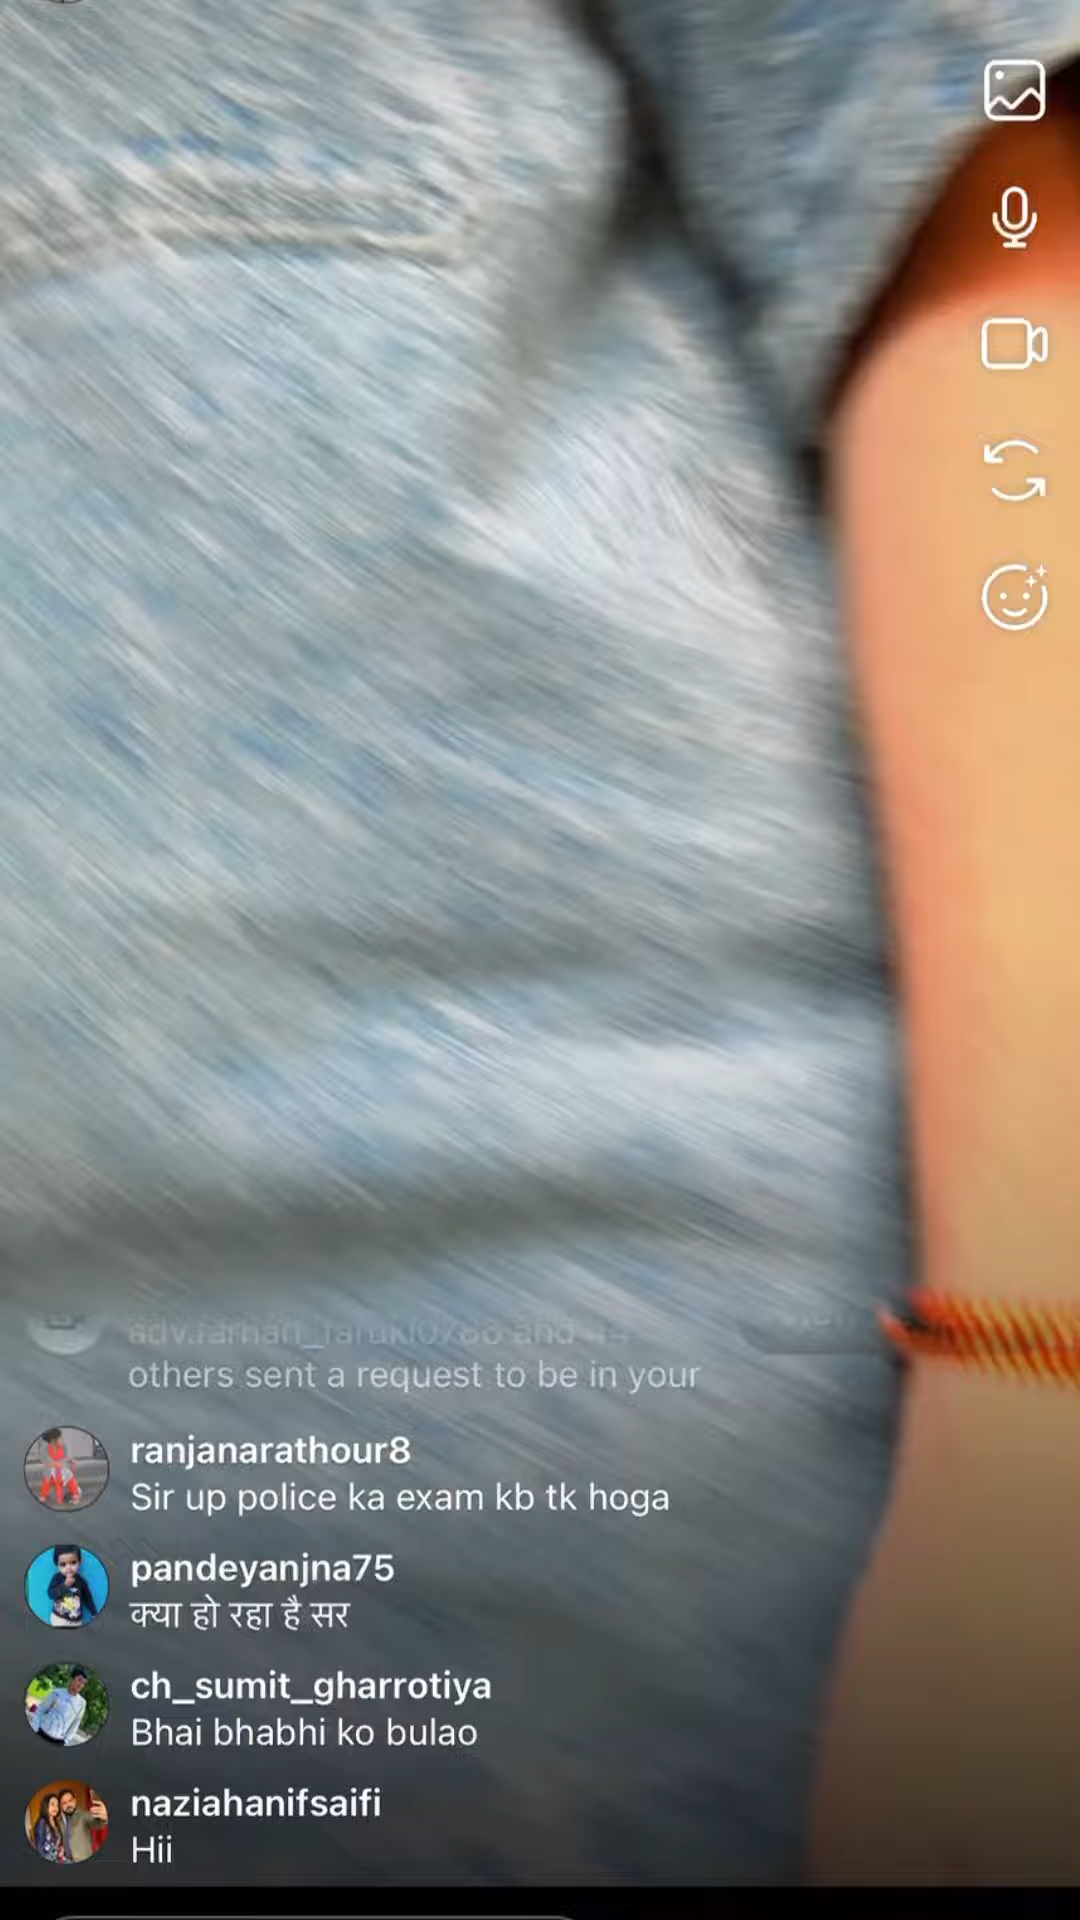 others sent a request to be in your
ranjanarathour8
Sir up police ka exam kb tk hoga
pandeyanjna75
क्या हो रहा है सर
ch_sumit_gharrotiya
Bhai bhabhi ko bulao
naziahanifsaifi
Hii